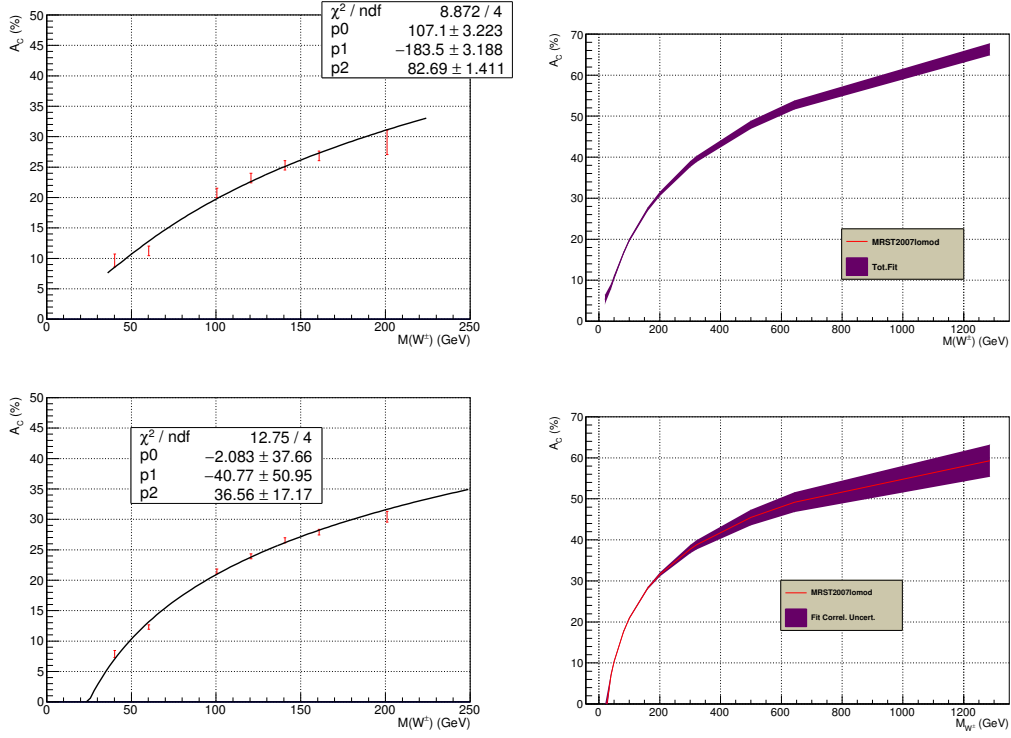 A_C (%)
50
45
40
35
30
25
20
15
10
5
0
0 50 100 150 200 250
M(W±) (GeV)
χ² / ndf 8.872 / 4
p0 107.1 ± 3.223
p1 −183.5 ± 3.188
p2 82.69 ± 1.411
A_C (%)
70
60
50
40
30
20
10
0
0 200 400 600 800 1000 1200
M(W±) (GeV)
MRST2007lomod
Tot.Fit
A_C (%)
50
45
40
35
30
25
20
15
10
5
0
0 50 100 150 200 250
M(W±) (GeV)
χ² / ndf 12.75 / 4
p0 −2.083 ± 37.66
p1 −40.77 ± 50.95
p2 36.56 ± 17.17
A_C (%)
70
60
50
40
30
20
10
0
0 200 400 600 800 1000 1200
M_W± (GeV)
MRST2007lomod
Fit Correl. Uncert.